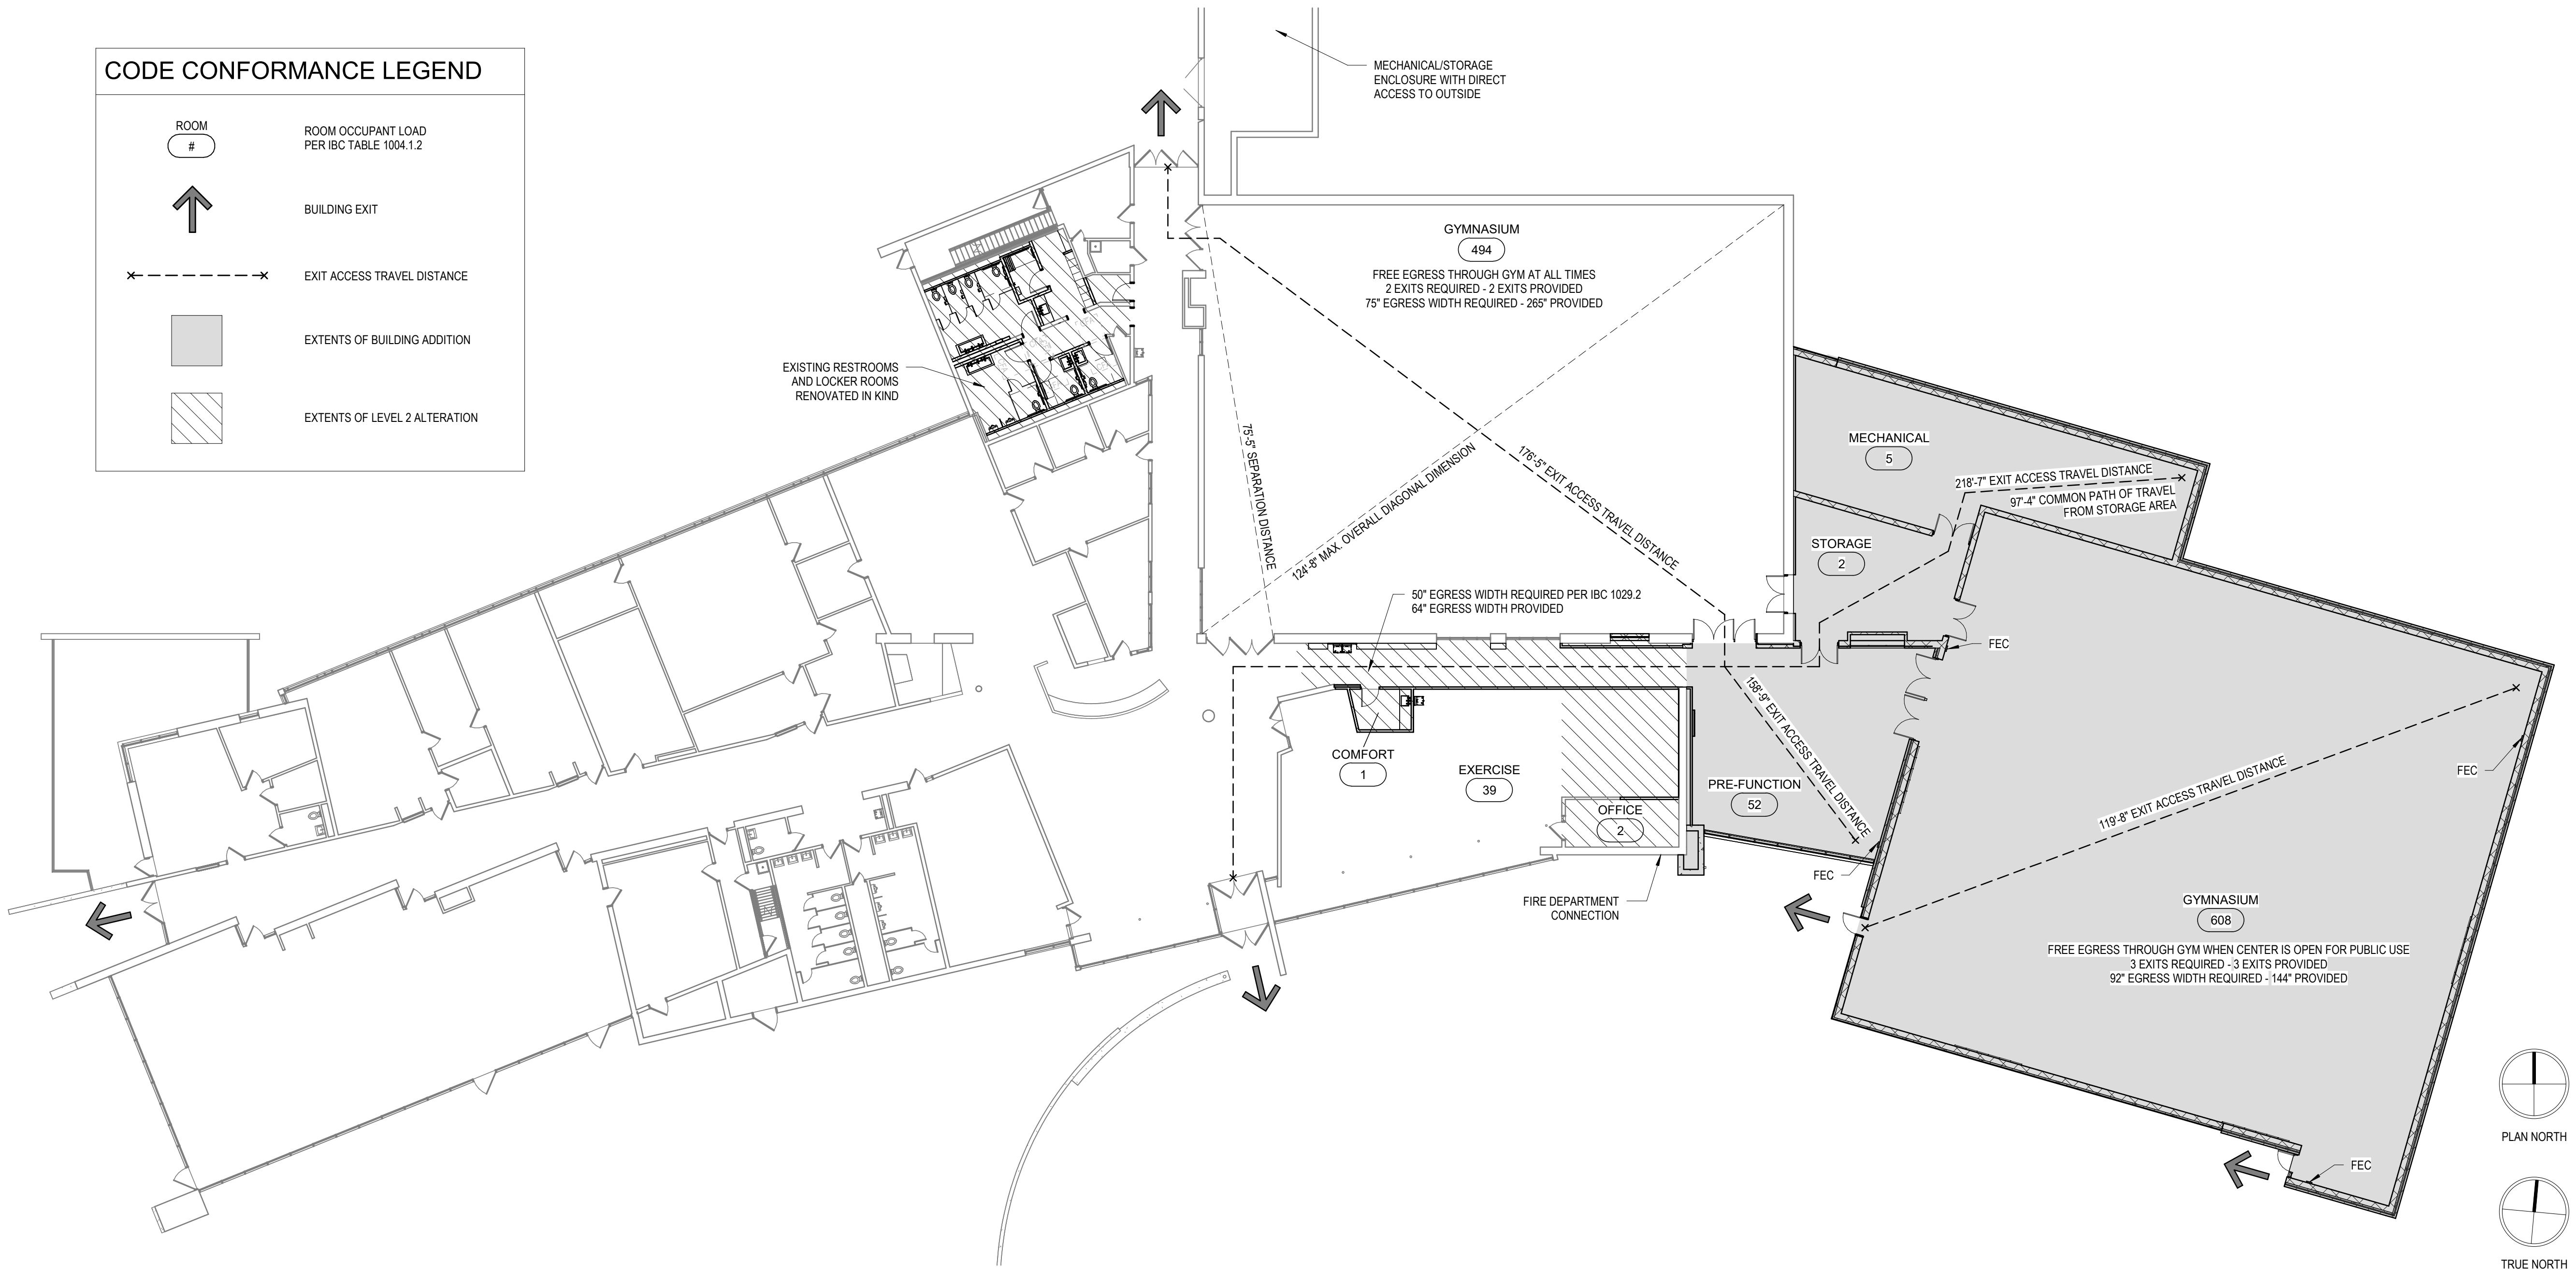 CODE CONFORMANCE LEGEND
ROOM
#
ROOM OCCUPANT LOAD
PER IBC TABLE 1004.1.2
BUILDING EXIT
EXIT ACCESS TRAVEL DISTANCE
EXTENTS OF BUILDING ADDITION
EXTENTS OF LEVEL 2 ALTERATION
MECHANICAL/STORAGE
ENCLOSURE WITH DIRECT
ACCESS TO OUTSIDE
GYMNASIUM
494
FREE EGRESS THROUGH GYM AT ALL TIMES
2 EXITS REQUIRED - 2 EXITS PROVIDED
75" EGRESS WIDTH REQUIRED - 265" PROVIDED
EXISTING RESTROOMS
AND LOCKER ROOMS
RENOVATED IN KIND
75'-5" SEPARATION DISTANCE
124'-8" MAX. OVERALL DIAGONAL DIMENSION
176'-5" EXIT ACCESS TRAVEL DISTANCE
MECHANICAL
5
218'-7" EXIT ACCESS TRAVEL DISTANCE
97'-4" COMMON PATH OF TRAVEL
FROM STORAGE AREA
STORAGE
2
50" EGRESS WIDTH REQUIRED PER IBC 1029.2
64" EGRESS WIDTH PROVIDED
FEC
158'-9" EXIT ACCESS TRAVEL DISTANCE
COMFORT
1
EXERCISE
39
PRE-FUNCTION
52
OFFICE
2
FEC
119'-8" EXIT ACCESS TRAVEL DISTANCE
FEC
FIRE DEPARTMENT
CONNECTION
GYMNASIUM
608
FREE EGRESS THROUGH GYM WHEN CENTER IS OPEN FOR PUBLIC USE
3 EXITS REQUIRED - 3 EXITS PROVIDED
92" EGRESS WIDTH REQUIRED - 144" PROVIDED
FEC
PLAN NORTH
TRUE NORTH